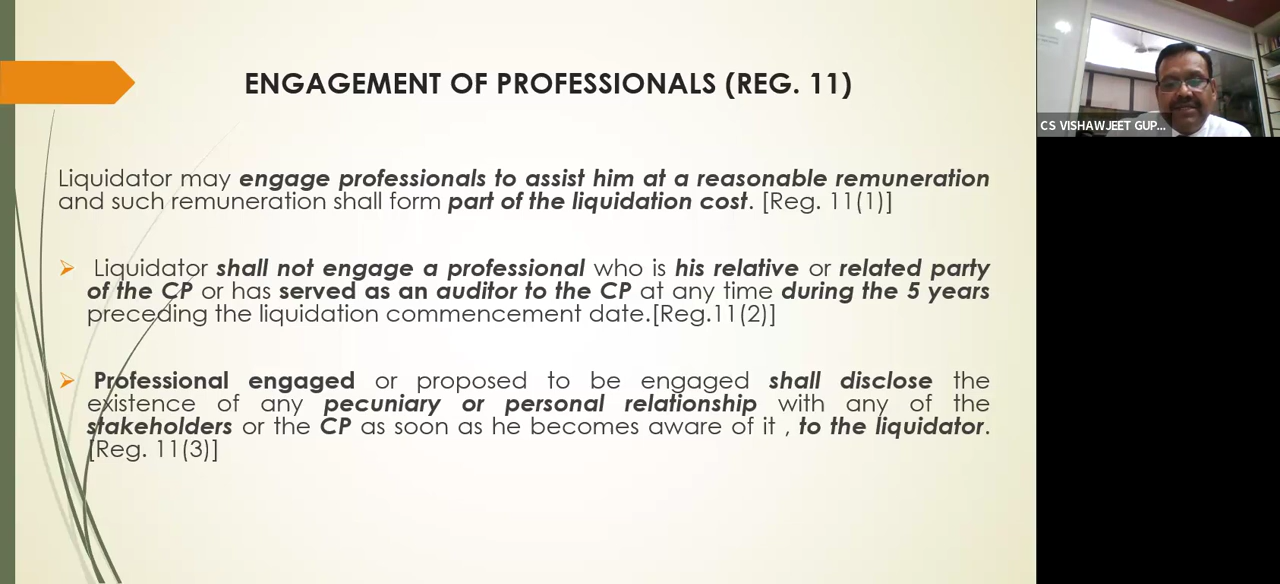 ENGAGEMENT OF PROFESSIONALS (REG. 11)
CS VISHAWJEET GUP...
Liquidator may engage professionals to assist him at a reasonable remuneration
and such remuneration shall form part of the liquidation cost. [Reg. 11(1)]
Liquidator shall not engage a professional who is his relative or related party
of the CP or has served as an auditor to the CP at any time during the 5 years
preceding the liquidation commencement date.[Reg.11(2)]
Professional engaged or proposed to be engaged shall disclose the
existence of any pecuniary or personal relationship with any of the
stakeholders or the CP as soon as he becomes aware of it , to the liquidator.
[Reg. 11(3)]